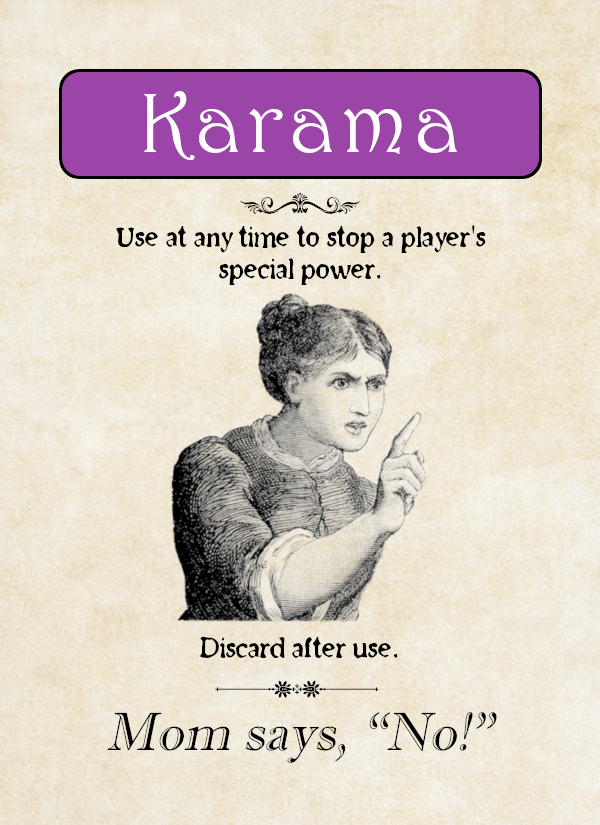 Karama
Use at any time to stop a player's
special power.
Discard after use.
Mom says, “No!”